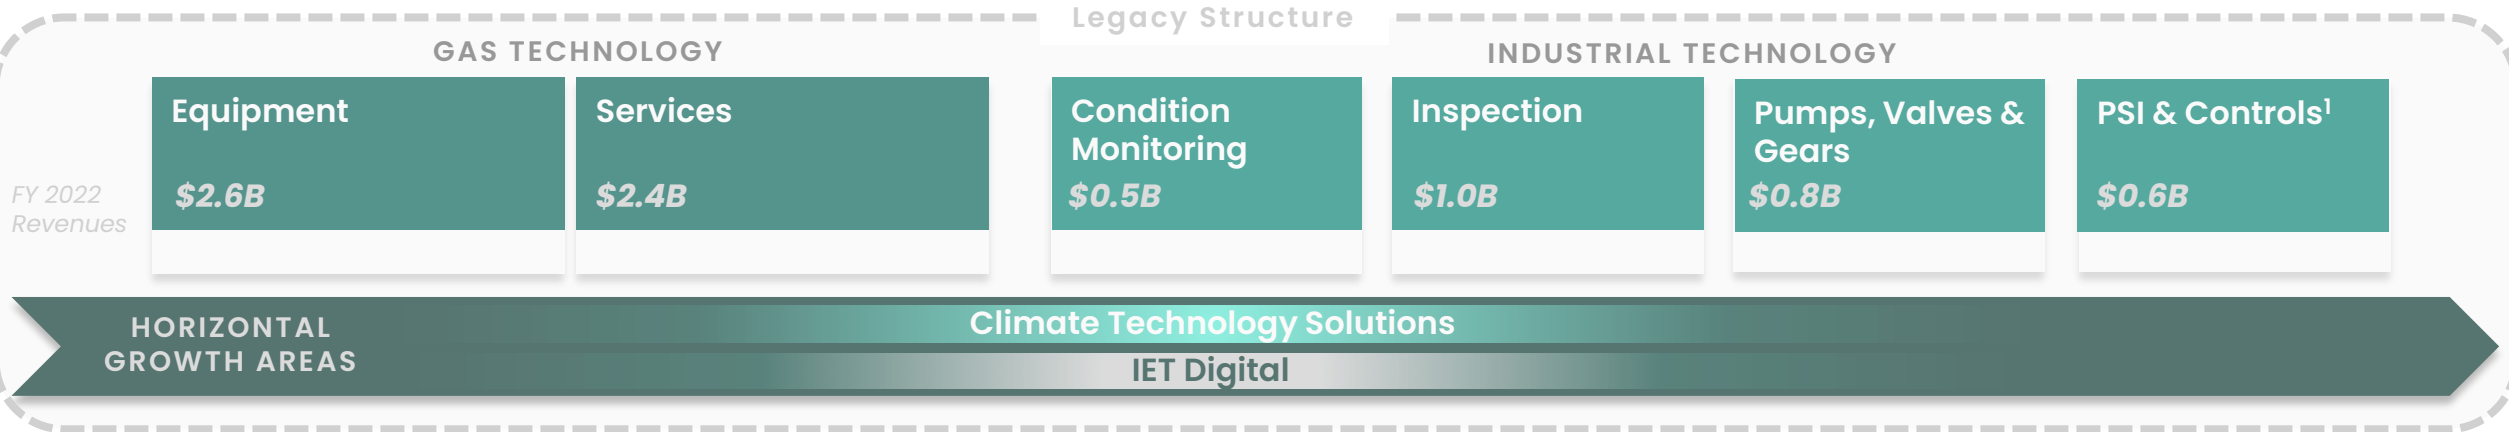 Legacy Structure
GAS TECHNOLOGY
INDUSTRIAL TECHNOLOGY
Equipment
Services
Condition
Monitoring
Inspection
Pumps, Valves &
Gears
PSI & Controls¹
FY 2022
Revenues
$2.6B
$2.4B
$0.5B
$1.0B
$0.8B
$0.6B
HORIZONTAL
GROWTH AREAS
Climate Technology Solutions
IET Digital